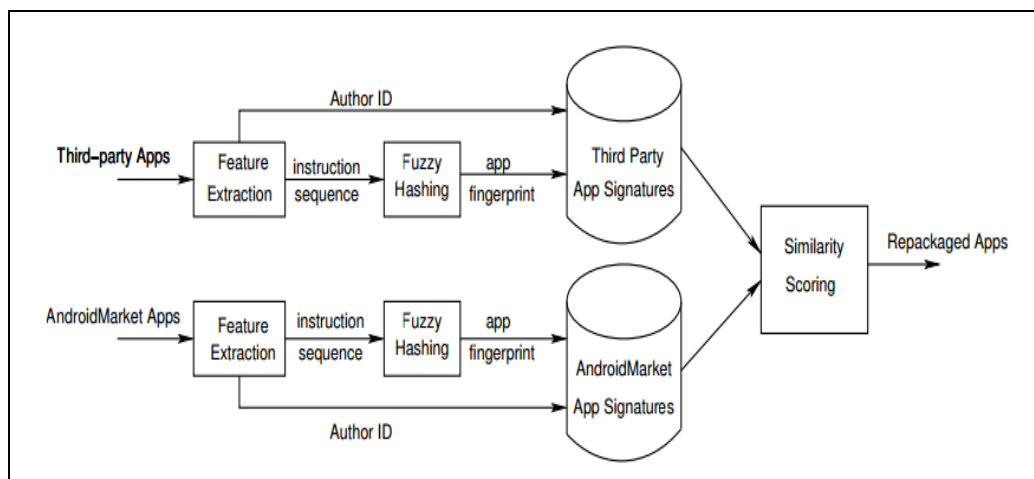 Author ID
Third-party Apps
Feature
Extraction
instruction
sequence
Fuzzy
Hashing
app
fingerprint
Third Party
App Signatures
Similarity
Scoring
Repackaged Apps
AndroidMarket Apps
Feature
Extraction
instruction
sequence
Fuzzy
Hashing
app
fingerprint
AndroidMarket
App Signatures
Author ID